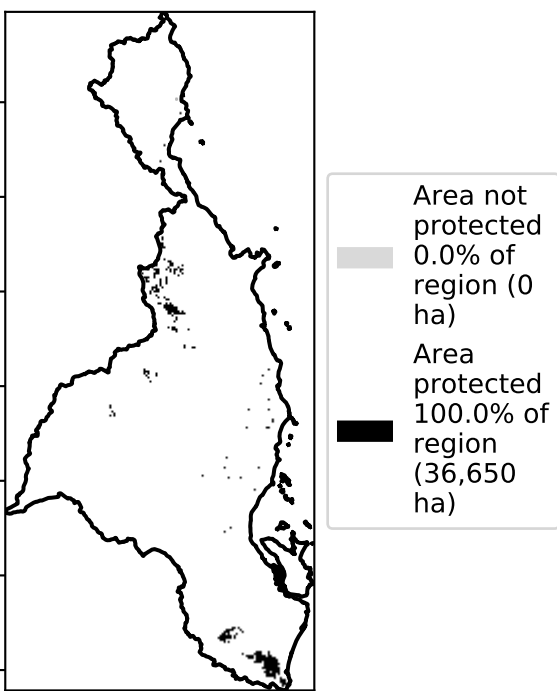 Area not
protected
0.0% of
region (0
ha)
Area
protected
100.0% of
region
(36,650
ha)